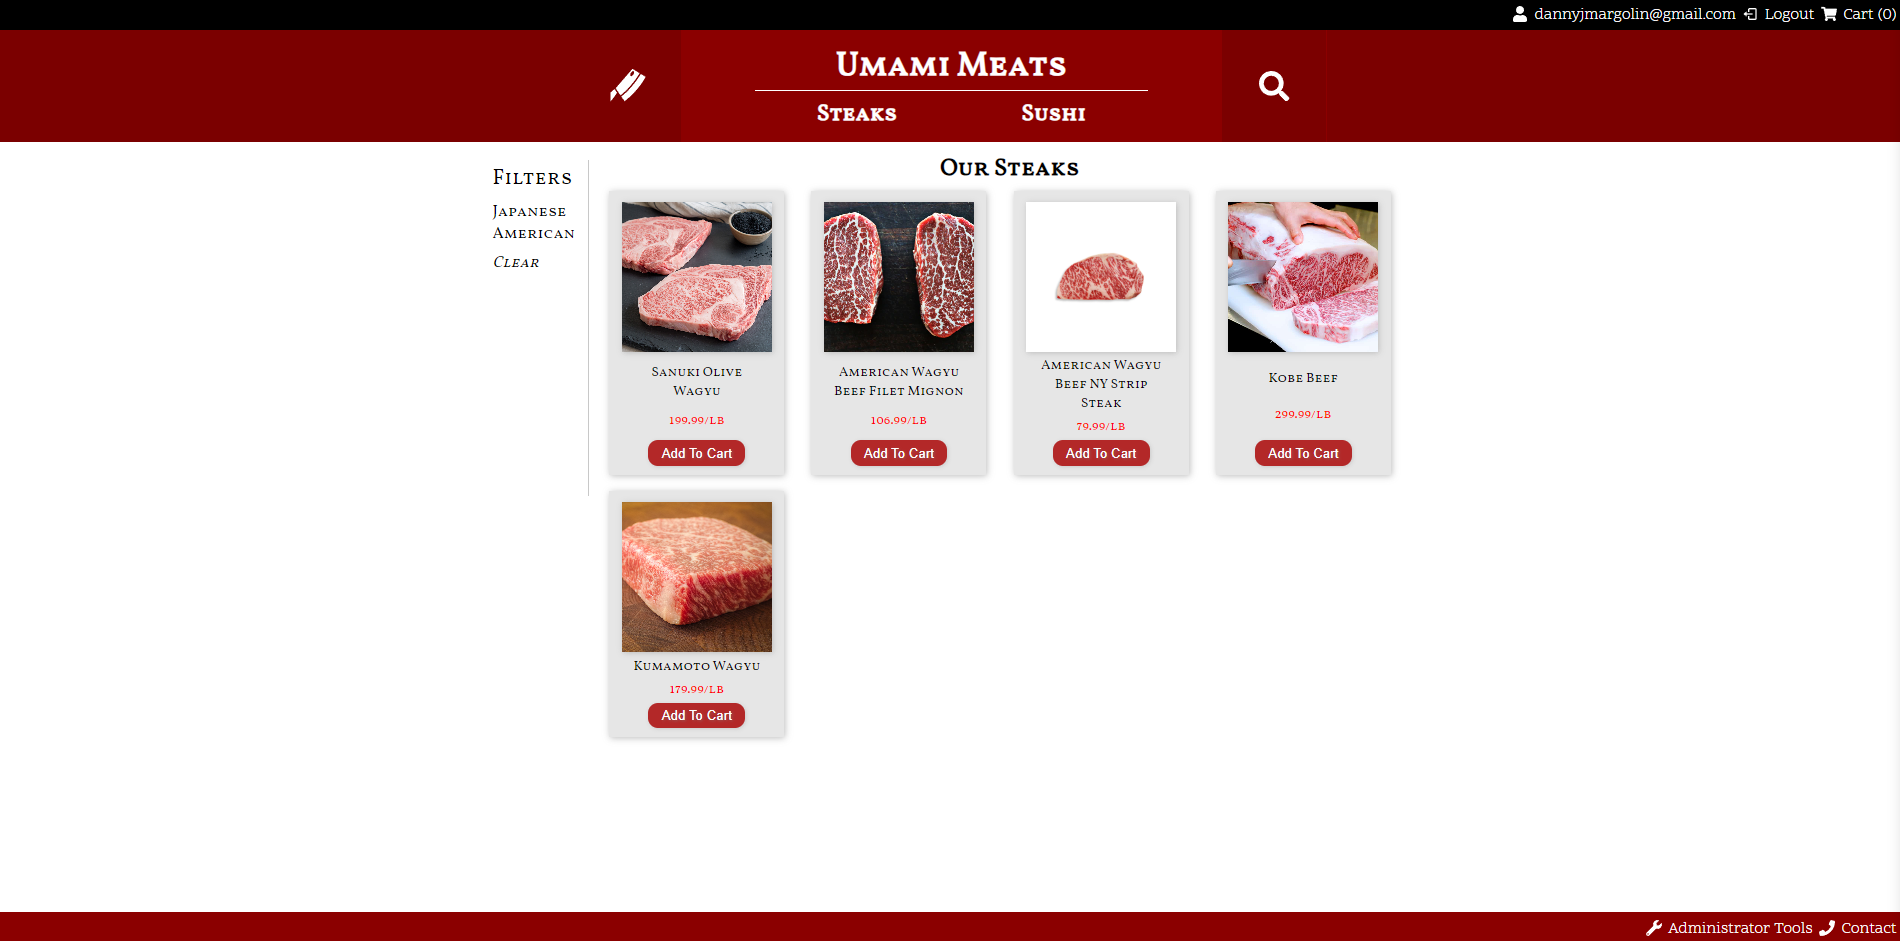 dannyjmargolin@gmail.com Logout Cart (0)
Umami Meats
Steaks Sushi
Filters
Japanese
American
Clear
Our Steaks
Sanuki Olive
Wagyu
199.99/lb
Add To Cart
American Wagyu
Beef Filet Mignon
106.99/lb
Add To Cart
American Wagyu
Beef NY Strip
Steak
79.99/lb
Add To Cart
Kobe Beef
299.99/lb
Add To Cart
Kumamoto Wagyu
179.99/lb
Add To Cart
Administrator Tools Contact